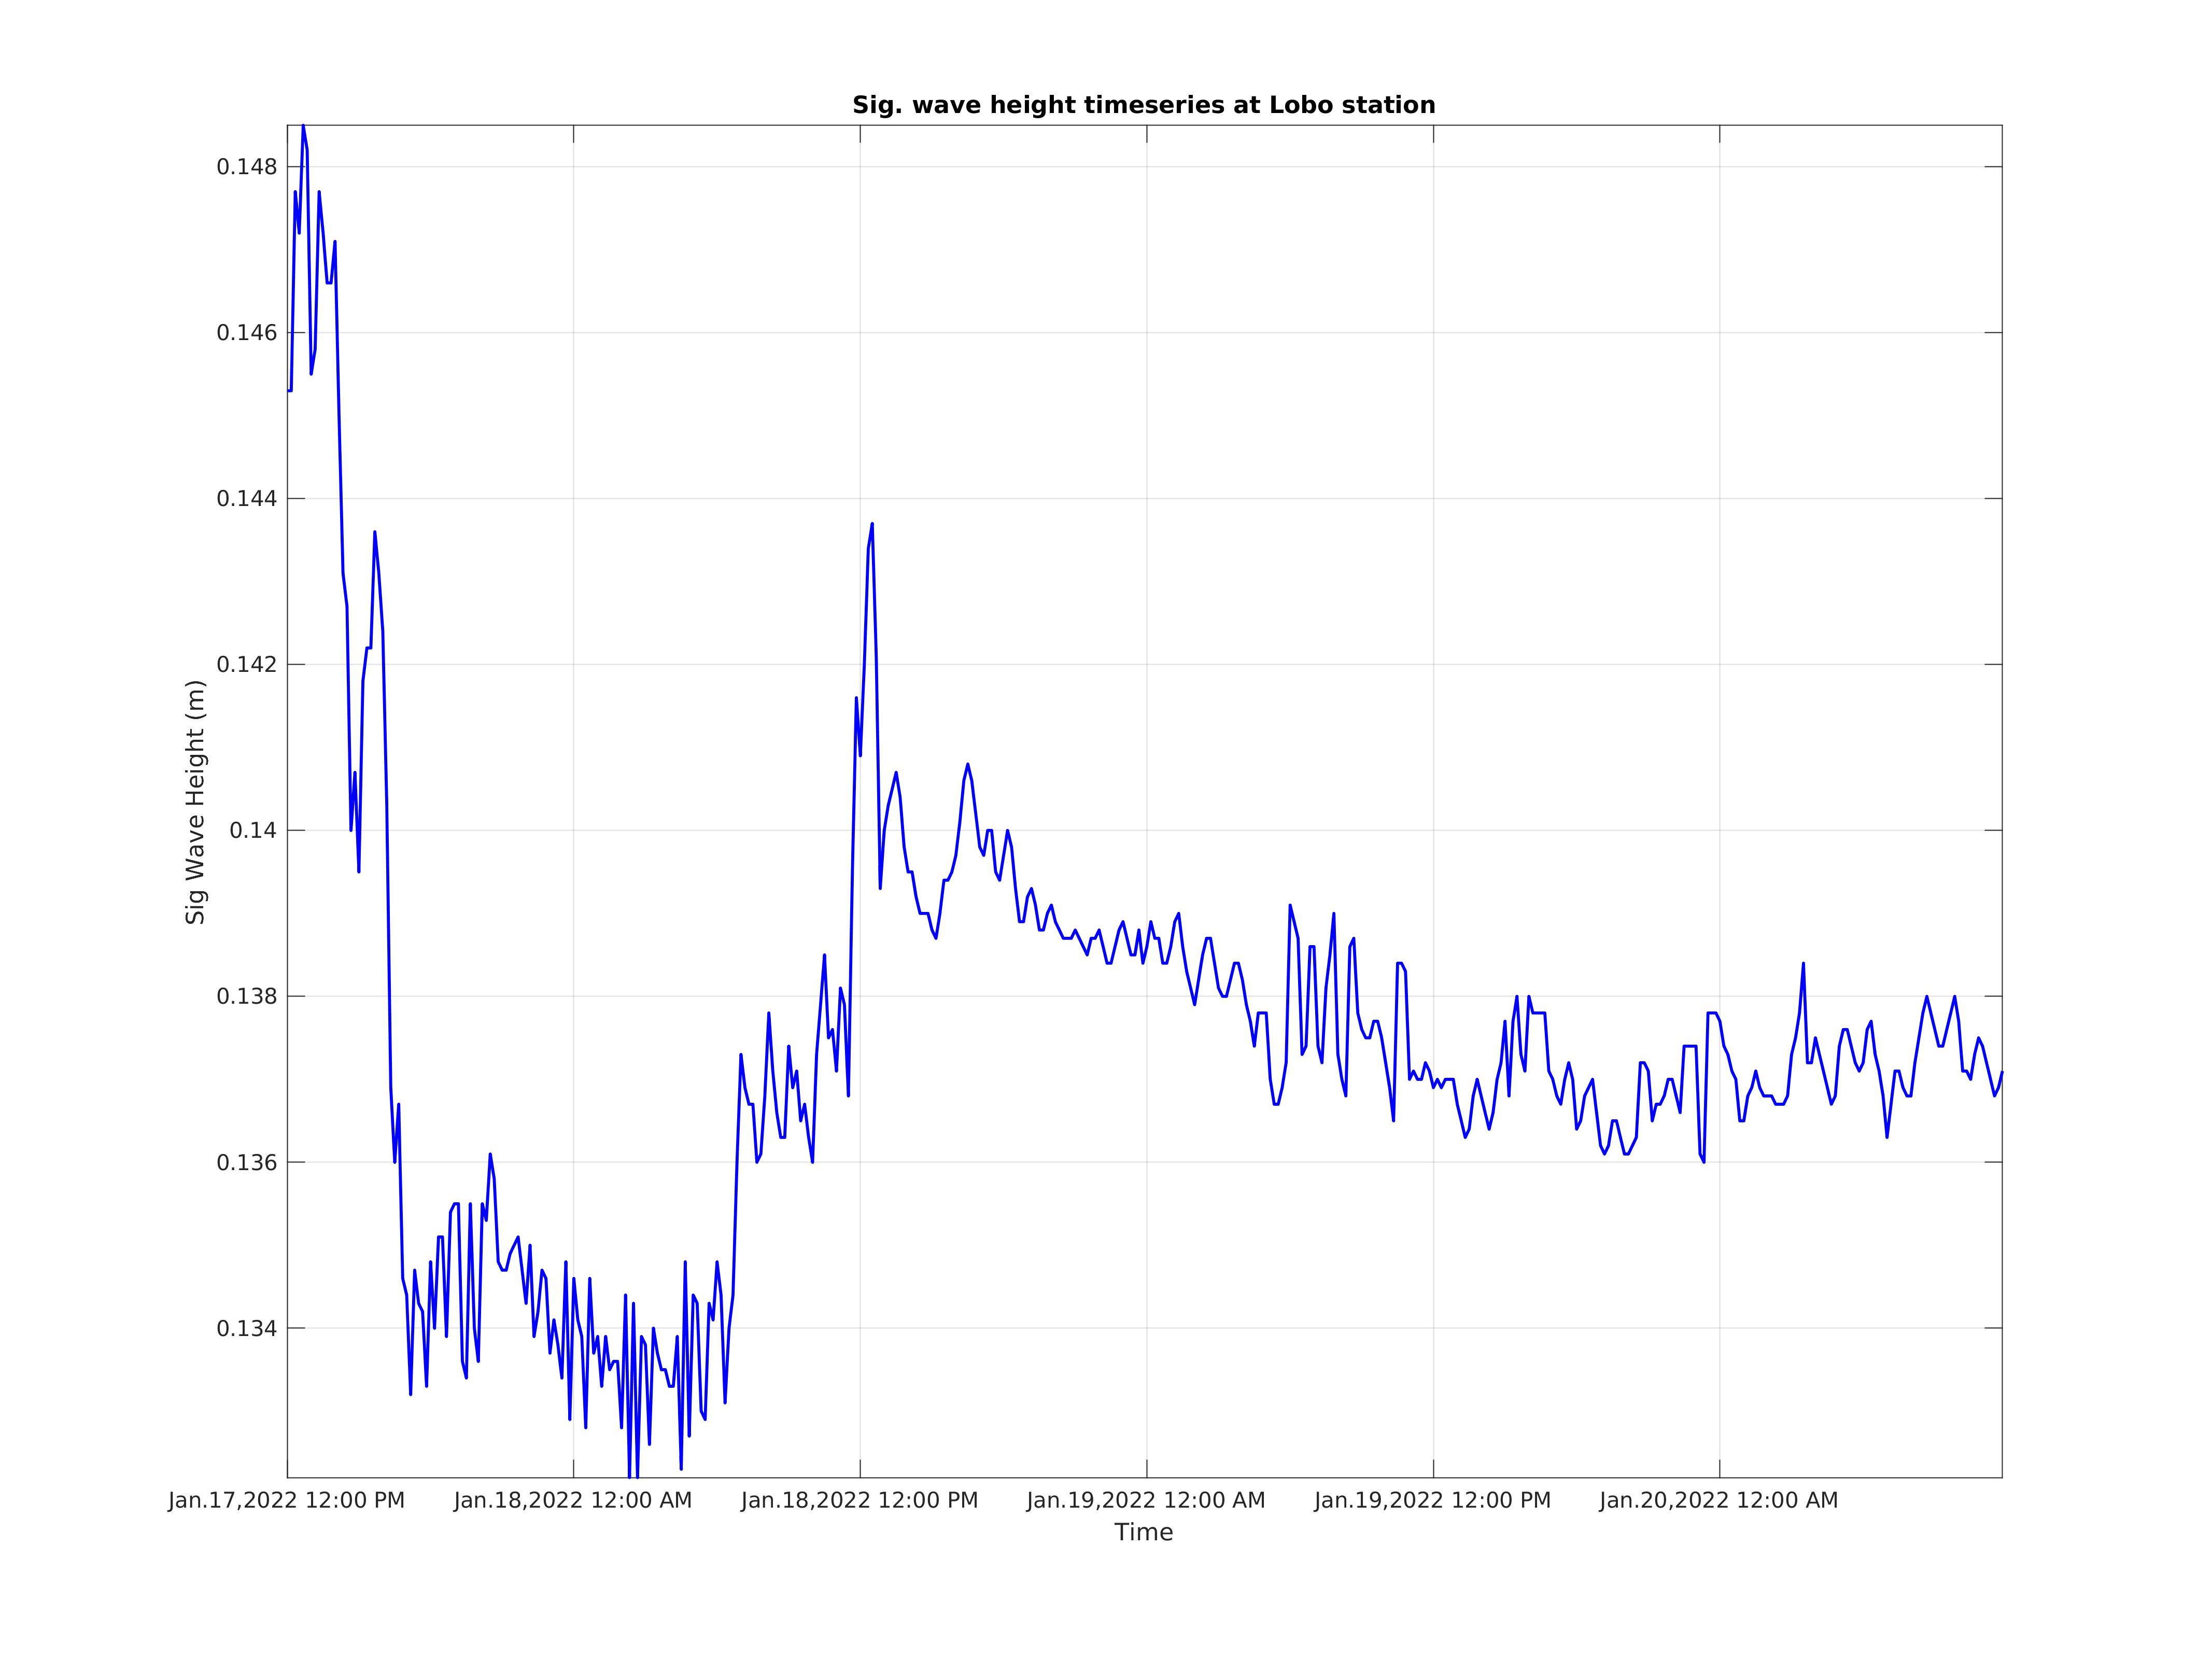 Sig. wave height timeseries at Lobo station
0.148
0.146
0.144
0.142
0.14
0.138
0.136
0.134
Sig Wave Height (m)
Jan.17,2022 12:00 PM
Jan.18,2022 12:00 AM
Jan.18,2022 12:00 PM
Jan.19,2022 12:00 AM
Jan.19,2022 12:00 PM
Jan.20,2022 12:00 AM
Time